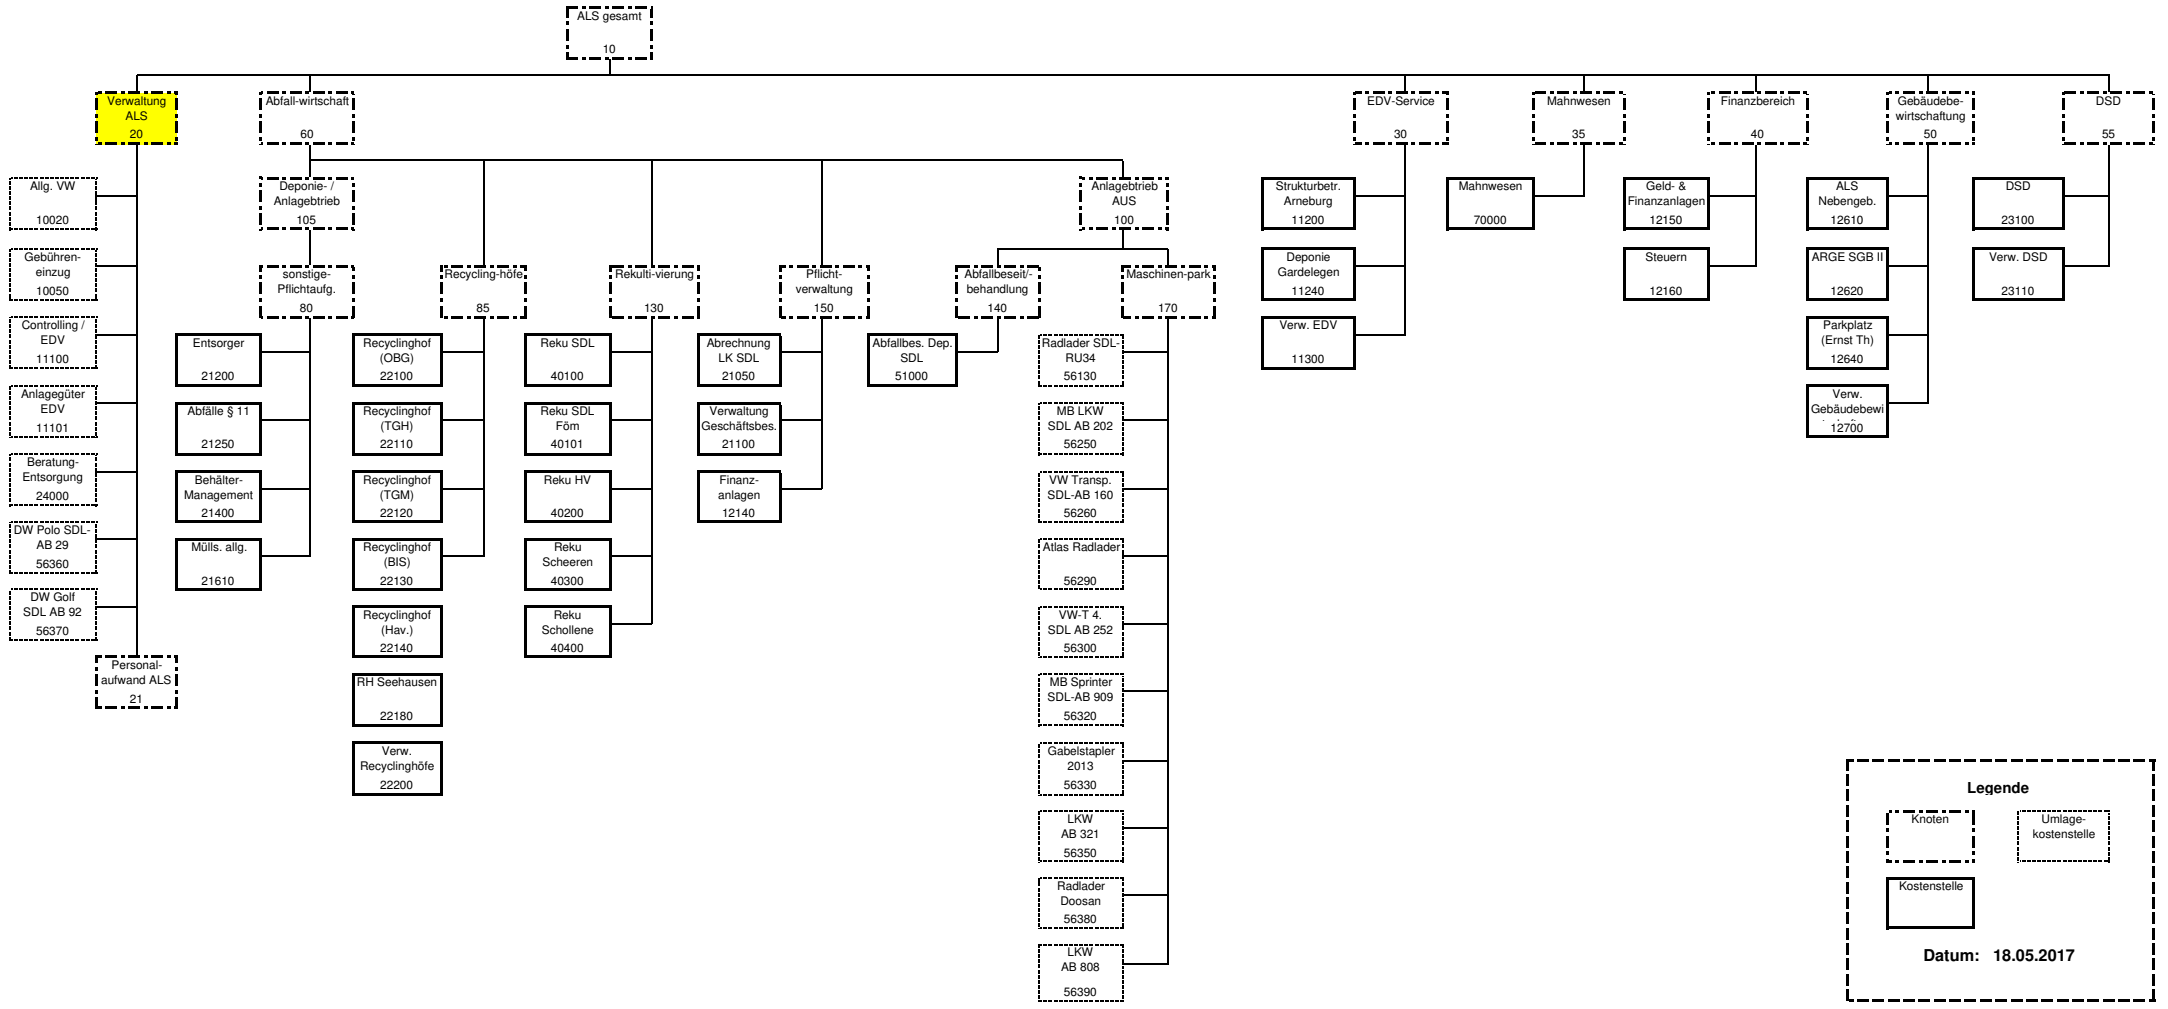 ALS gesamt
10
Verwaltung
ALS
20
Abfall-wirtschaft
60
EDV-Service
30
Mahnwesen
35
Finanzbereich
40
Gebäudebe-
wirtschaftung
50
DSD
55
Allg. VW
10020
Gebühren-
einzug
10050
Controlling /
EDV
11100
Anlagegüter
EDV
11101
Beratung-
Entsorgung
24000
DW Polo SDL-
AB 29
56360
DW Golf
SDL AB 92
56370
Personal-
aufwand ALS
21
Deponie- /
Anlagebtrieb
105
sonstige-
Pflichtaufg.
80
Entsorger
21200
Abfälle § 11
21250
Behälter-
Management
21400
Mülls. allg.
21610
Recycling-höfe
85
Recyclinghof
(OBG)
22100
Recyclinghof
(TGH)
22110
Recyclinghof
(TGM)
22120
Recyclinghof
(BIS)
22130
Recyclinghof
(Hav.)
22140
RH Seehausen
22180
Verw.
Recyclinghöfe
22200
Rekulti-vierung
130
Reku SDL
40100
Reku SDL
Föm
40101
Reku HV
40200
Reku
Scheeren
40300
Reku
Schollene
40400
Pflicht-
verwaltung
150
Abrechnung
LK SDL
21050
Verwaltung
Geschäftsbes.
21100
Finanz-
anlagen
12140
Anlagebtrieb
AUS
100
Abfallbeseit/-
behandlung
140
Abfallbes. Dep.
SDL
51000
Maschinen-park
170
Radlader SDL-
RU34
56130
MB LKW
SDL AB 202
56250
VW Transp.
SDL-AB 160
56260
Atlas Radlader
56290
VW-T 4.
SDL AB 252
56300
MB Sprinter
SDL-AB 909
56320
Gabelstapler
2013
56330
LKW
AB 321
56350
Radlader
Doosan
56380
LKW
AB 808
56390
Strukturbetr.
Arneburg
11200
Deponie
Gardelegen
11240
Verw. EDV
11300
Mahnwesen
70000
Geld- &
Finanzanlagen
12150
Steuern
12160
ALS
Nebengeb.
12610
ARGE SGB II
12620
Parkplatz
(Ernst Th)
12640
Verw.
Gebäudebewi
12700
DSD
23100
Verw. DSD
23110
Legende
Knoten
Umlage-
kostenstelle
Kostenstelle
Datum: 18.05.2017